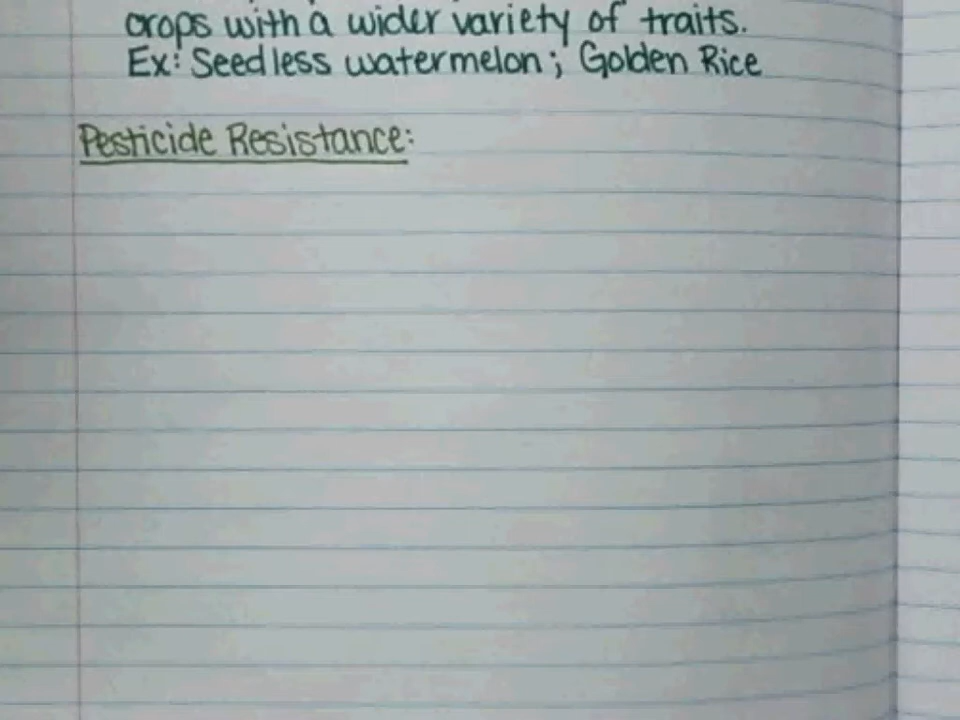 crops with a wider variety of traits.
Ex: Seedless watermelon; Golden Rice
Pesticide Resistance: